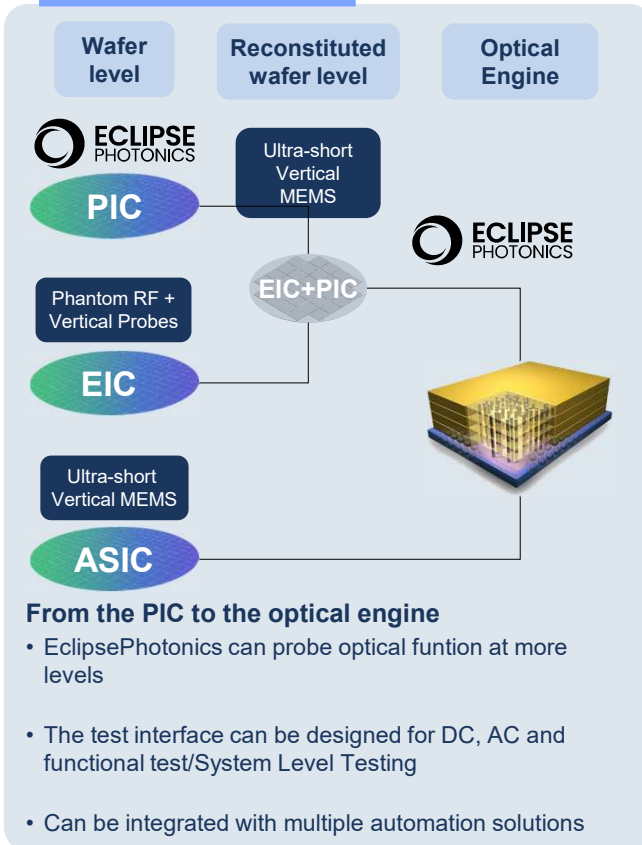 Wafer
level
Reconstituted
wafer level
Optical
Engine
ECLIPSE
PHOTONICS
PIC
Ultra-short
Vertical
MEMS
ECLIPSE
PHOTONICS
EIC+PIC
Phantom RF +
Vertical Probes
EIC
Ultra-short
Vertical MEMS
ASIC
From the PIC to the optical engine
• EclipsePhotonics can probe optical funtion at more
levels
• The test interface can be designed for DC, AC and
functional test/System Level Testing
• Can be integrated with multiple automation solutions